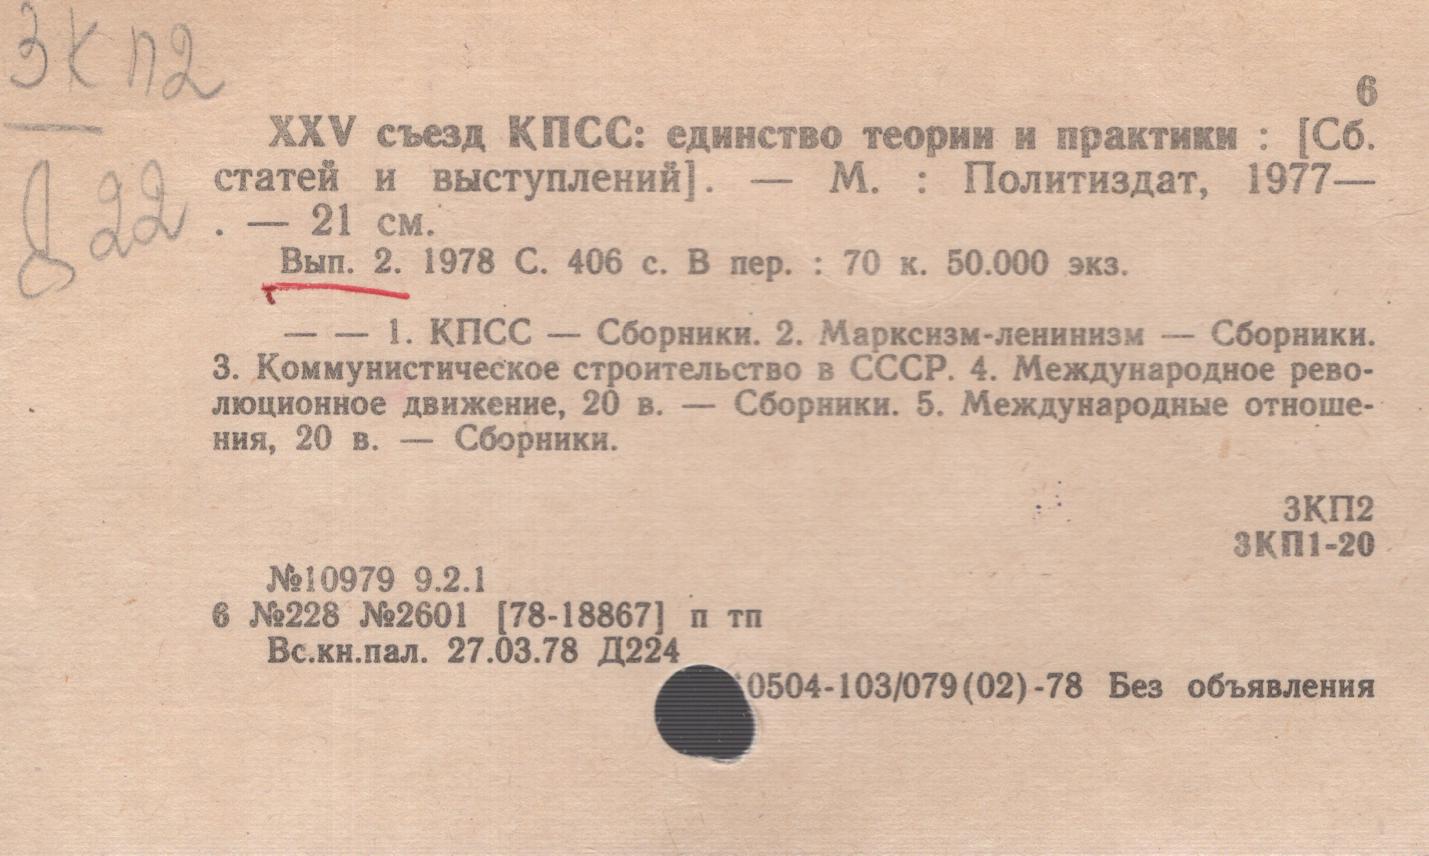 3КП2
Д22
6
XXV съезд КПСС: единство теории и практики : [Сб.
статей и выступлений]. — М. : Политиздат, 1977—
. — 21 см.
Вып. 2. 1978 С. 406 с. В пер. : 70 к. 50.000 экз.
— — 1. КПСС — Сборники. 2. Марксизм-ленинизм — Сборники.
3. Коммунистическое строительство в СССР. 4. Международное рево-
люционное движение, 20 в. — Сборники. 5. Международные отноше-
ния, 20 в. — Сборники.
3КП2
3КП1-20
№10979 9.2.1
6 №228 №2601 [78-18867] п тп
Вс.кн.пал. 27.03.78 Д224
0504-103/079(02)-78 Без объявления